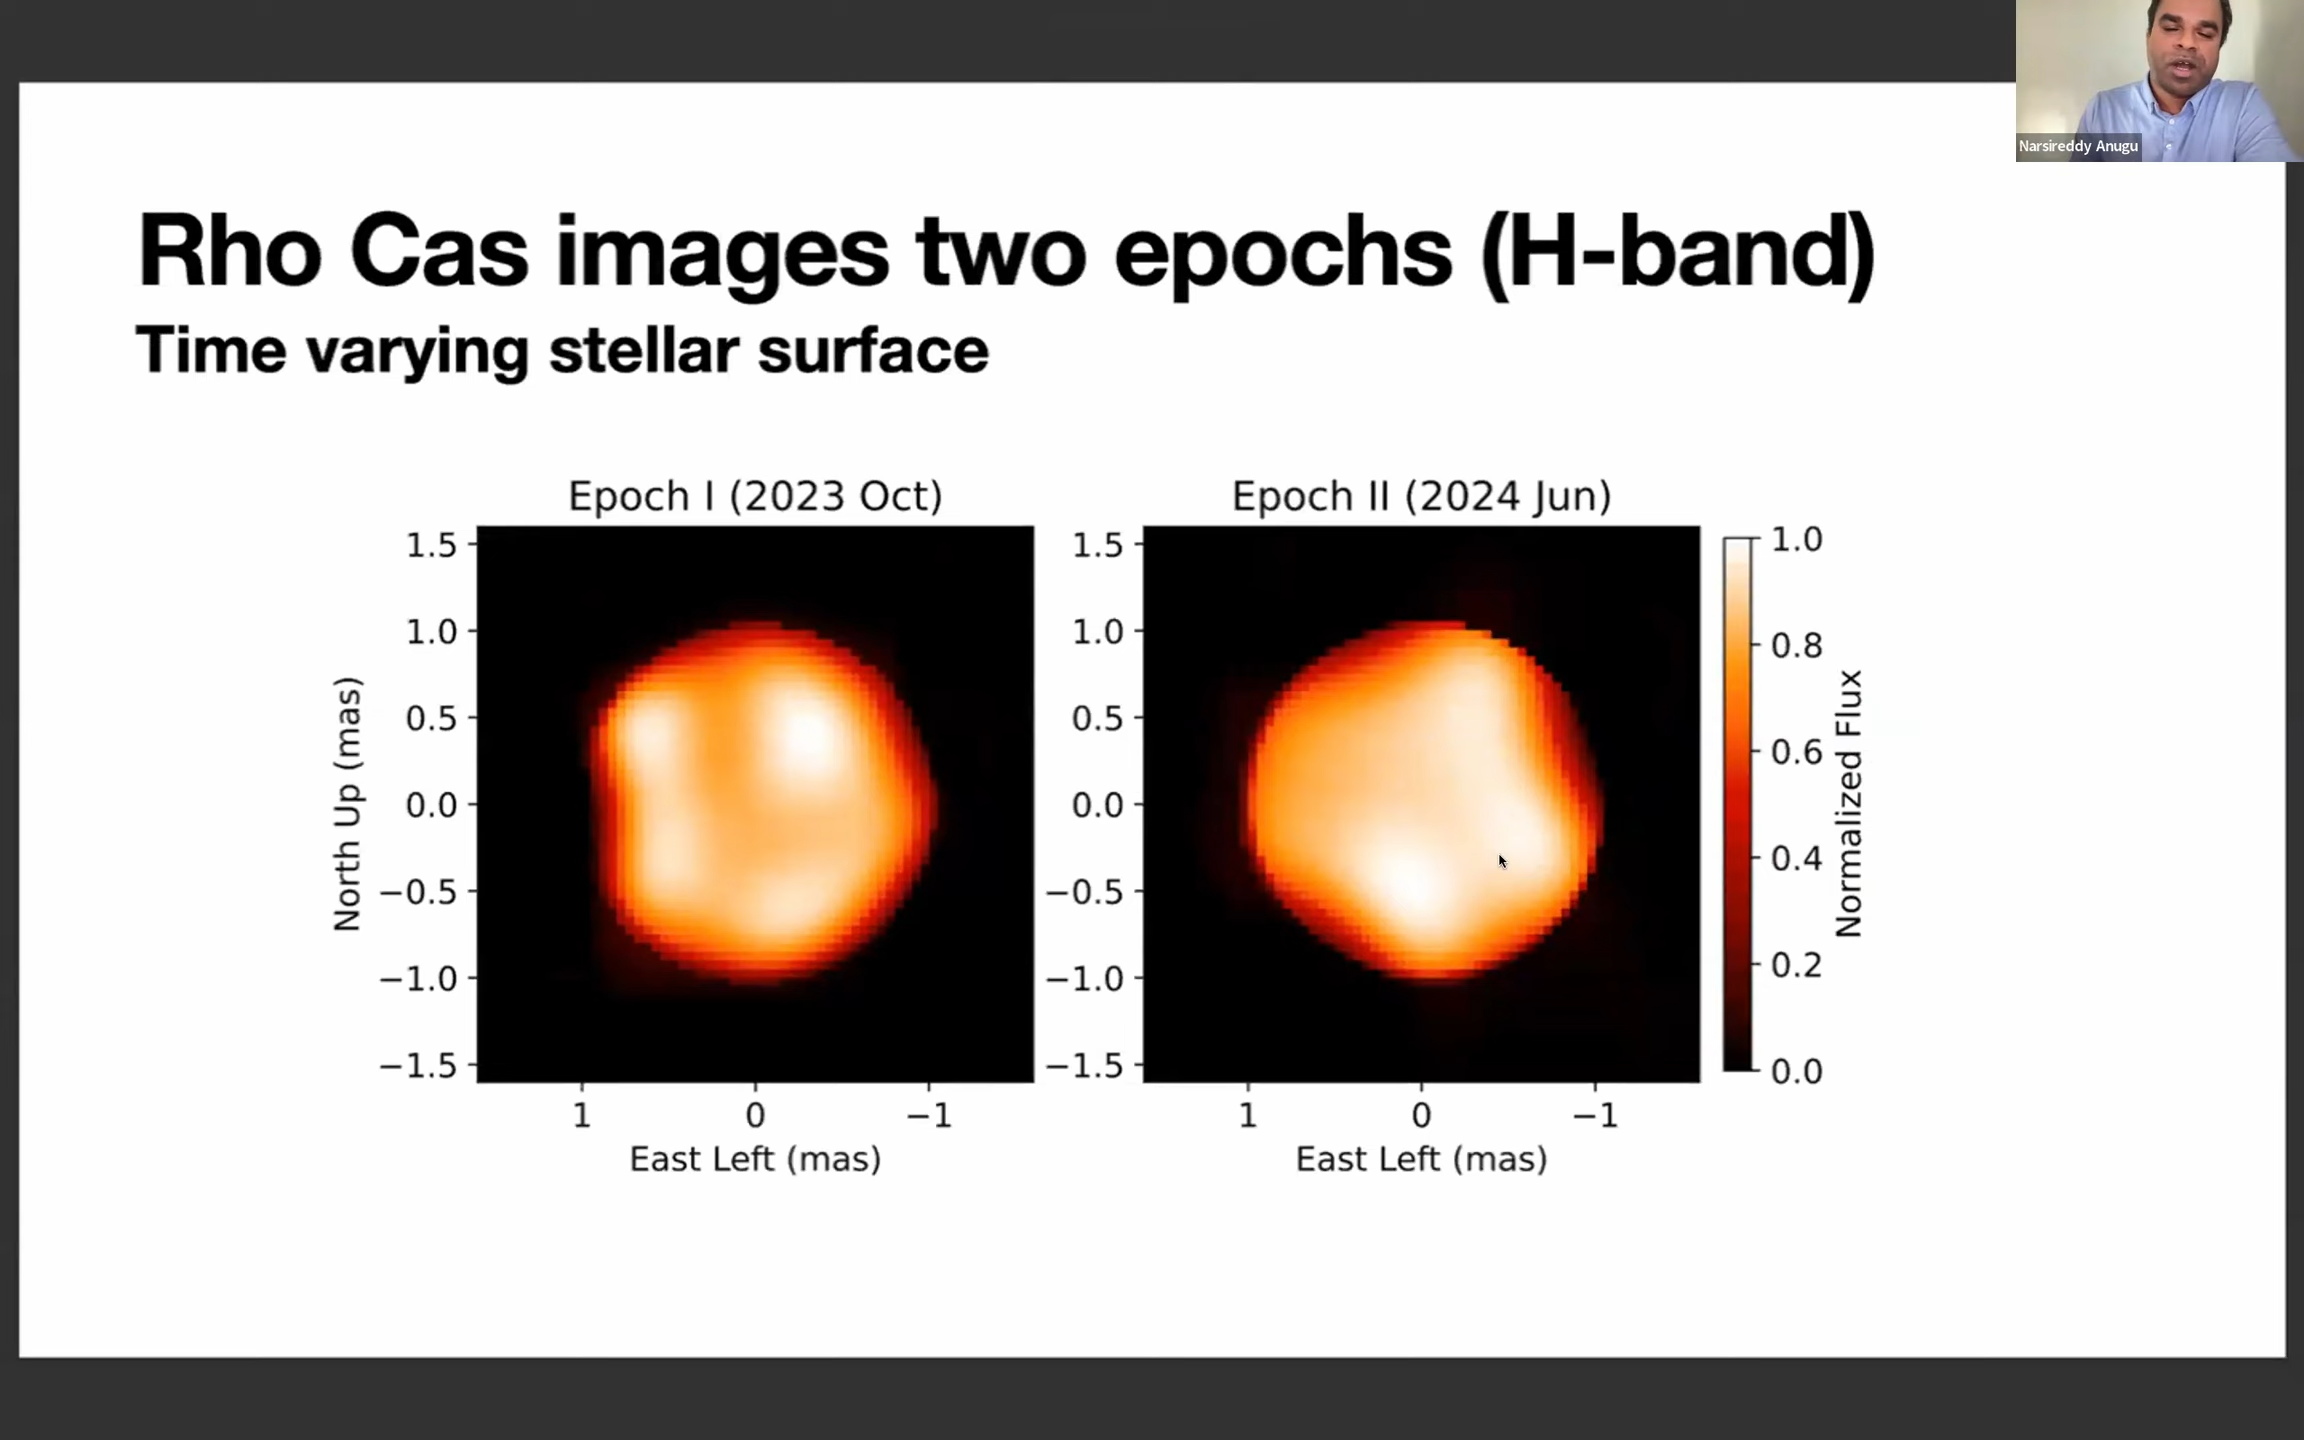 Narsireddy Anugu
Rho Cas images two epochs (H-band)
Time varying stellar surface
Epoch I (2023 Oct)
1.5
1.0
0.5
0.0
−0.5
−1.0
−1.5
North Up (mas)
1 0 −1
East Left (mas)
Epoch II (2024 Jun)
1.5
1.0
0.5
0.0
−0.5
−1.0
−1.5
1 0 −1
East Left (mas)
1.0
0.8
0.6
0.4
0.2
0.0
Normalized Flux